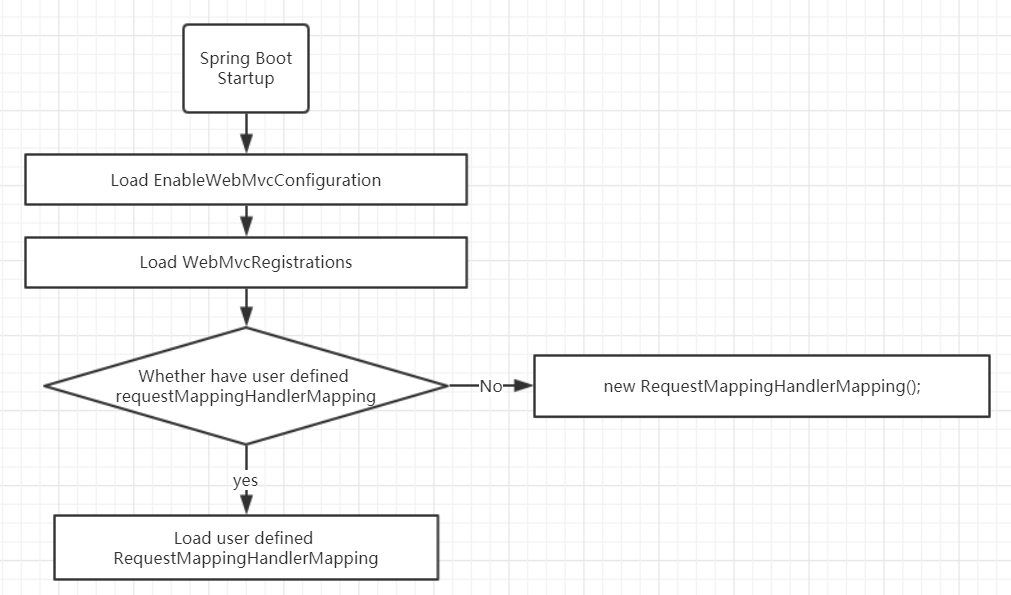 Spring Boot
Startup
Load EnableWebMvcConfiguration
Load WebMvcRegistrations
Whether have user defined
requestMappingHandlerMapping
No
new RequestMappingHandlerMapping();
yes
Load user defined
RequestMappingHandlerMapping